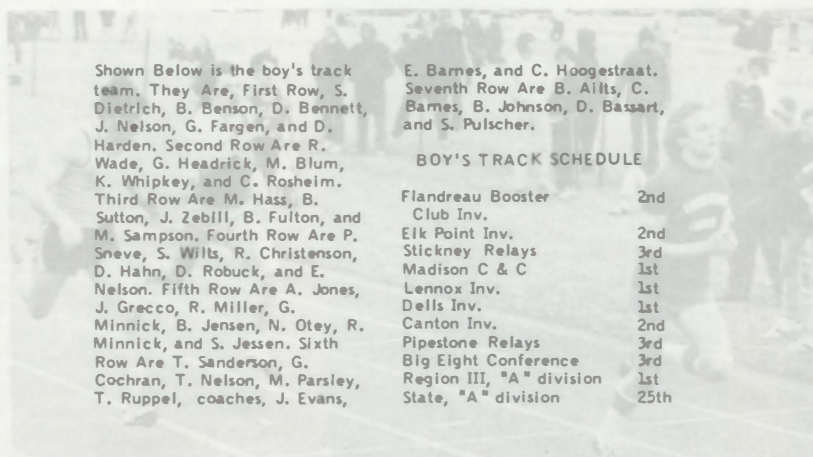 Shown Below is the boy's track
team. They Are, First Row, S.
Dietrich, B. Benson, D. Bennett,
J. Nelson, G. Fargen, and D.
Harden. Second Row Are R.
Wade, G. Headrick, M. Blum,
K. Whipkey, and C. Rosheim.
Third Row Are M. Hass, B.
Sutton, J. Zebill, B. Fulton, and
M. Sampson. Fourth Row Are P.
Sneve, S. Wilts, R. Christenson,
D. Hahn, D. Robuck, and E.
Nelson. Fifth Row Are A. Jones,
J. Grecco, R. Miller, G.
Minnick, B. Jensen, N. Otey, R.
Minnick, and S. Jessen. Sixth
Row Are T. Sanderson, G.
Cochran, T. Nelson, M. Parsley,
T. Ruppel, coaches, J. Evans,
E. Barnes, and C. Hoogestraat.
Seventh Row Are B. Ailts, C.
Barnes, B. Johnson, D. Bassart,
and S. Pulscher.
BOY'S TRACK SCHEDULE
Flandreau Booster 2nd
Club Inv.
Elk Point Inv. 2nd
Stickney Relays 3rd
Madison C & C 1st
Lennox Inv. 1st
Dells Inv. 1st
Canton Inv. 2nd
Pipestone Relays 3rd
Big Eight Conference 3rd
Region III, "A" division 1st
State, "A" division 25th